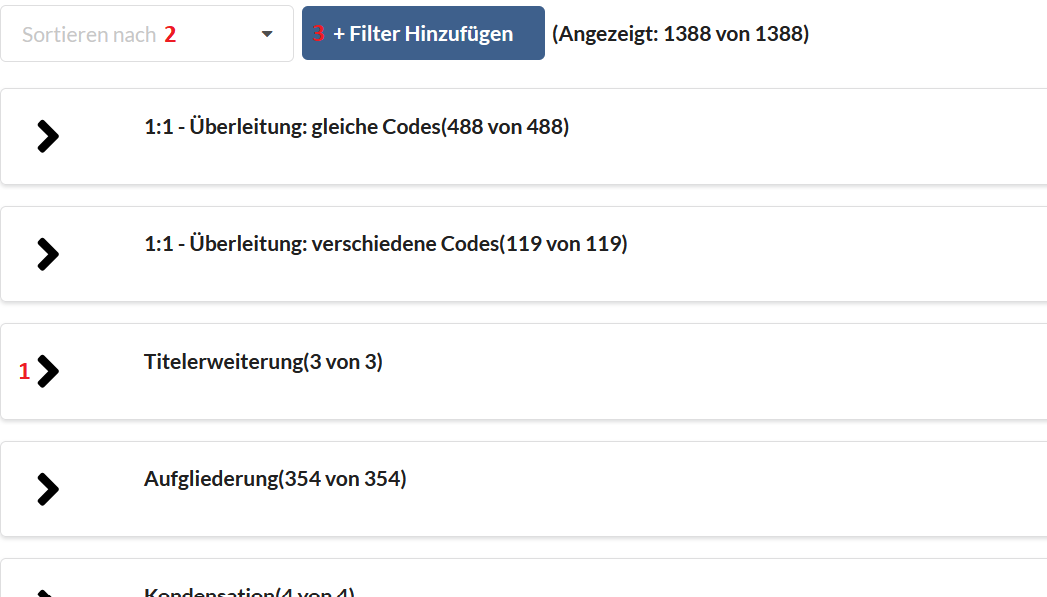 Sortieren nach 2
3 + Filter Hinzufügen (Angezeigt: 1388 von 1388)
1:1 - Überleitung: gleiche Codes(488 von 488)
1:1 - Überleitung: verschiedene Codes(119 von 119)
1 Titelerweiterung(3 von 3)
Aufgliederung(354 von 354)
Kondensation(4 von 4)